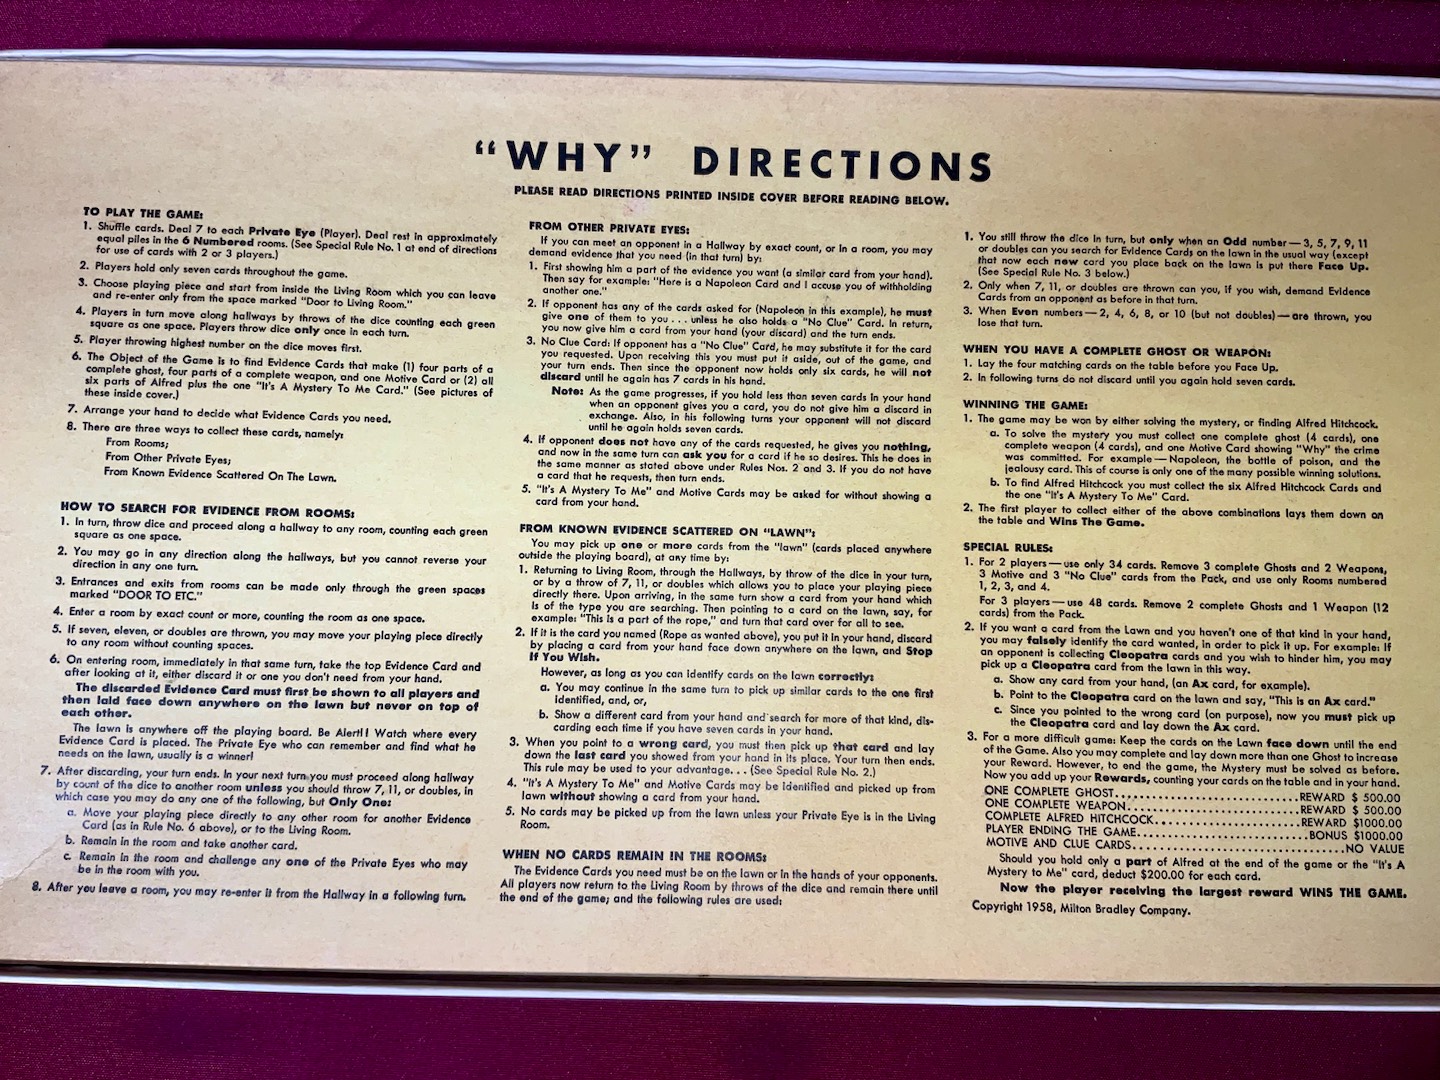 “WHY” DIRECTIONS
PLEASE READ DIRECTIONS PRINTED INSIDE COVER BEFORE READING BELOW.
TO PLAY THE GAME:
1. Shuffle cards. Deal 7 to each Private Eye (Player). Deal rest in approximately
equal piles in the 6 Numbered rooms. (See Special Rule No. 1 at end of directions
for use of cards with 2 or 3 players.)
2. Players hold only seven cards throughout the game.
3. Choose playing piece and start from inside the Living Room which you can leave
and re-enter only from the space marked "Door to Living Room."
4. Players in turn move along hallways by throws of the dice counting each green
square as one space. Players throw dice only once in each turn.
5. Player throwing highest number on the dice moves first.
6. The Object of the Game is to find Evidence Cards that make (1) four parts of a
complete ghost, four parts of a complete weapon, and one Motive Card or (2) all
six parts of Alfred plus the one "It's A Mystery To Me Card." (See pictures of
these inside cover.)
7. Arrange your hand to decide what Evidence Cards you need.
8. There are three ways to collect these cards, namely:
From Rooms;
From Other Private Eyes;
From Known Evidence Scattered On The Lawn.
HOW TO SEARCH FOR EVIDENCE FROM ROOMS:
1. In turn, throw dice and proceed along a hallway to any room, counting each green
square as one space.
2. You may go in any direction along the hallways, but you cannot reverse your
direction in any one turn.
3. Entrances and exits from rooms can be made only through the green spaces
marked "DOOR TO ETC."
4. Enter a room by exact count or more, counting the room as one space.
5. If seven, eleven, or doubles are thrown, you may move your playing piece directly
to any room without counting spaces.
6. On entering room, immediately in that same turn, take the top Evidence Card and
after looking at it, either discard it or one you don't need from your hand.
The discarded Evidence Card must first be shown to all players and
then laid face down anywhere on the lawn but never on top of
each other.
The lawn is anywhere off the playing board. Be Alert!! Watch where every
Evidence Card is placed. The Private Eye who can remember and find what he
needs on the lawn, usually is a winner!
7. After discarding, your turn ends. In your next turn you must proceed along hallway
by count of the dice to another room unless you should throw 7, 11, or doubles, in
which case you may do any one of the following, but Only One:
a. Move your playing piece directly to any other room for another Evidence
Card (as in Rule No. 6 above), or to the Living Room.
b. Remain in the room and take another card.
c. Remain in the room and challenge any one of the Private Eyes who may
be in the room with you.
8. After you leave a room, you may re-enter it from the Hallway in a following turn.
FROM OTHER PRIVATE EYES:
If you can meet an opponent in a Hallway by exact count, or in a room, you may
demand evidence that you need (in that turn) by:
1. First showing him a part of the evidence you want (a similar card from your hand).
Then say for example: "Here is a Napoleon Card and I accuse you of withholding
another one."
2. If opponent has any of the cards asked for (Napoleon in this example), he must
give one of them to you . . . unless he also holds a "No Clue" Card. In return,
you now give him a card from your hand (your discard) and the turn ends.
3. No Clue Card: If opponent has a "No Clue" Card, he may substitute it for the card
you requested. Upon receiving this you must put it aside, out of the game, and
your turn ends. Then since the opponent now holds only six cards, he will not
discard until he again has 7 cards in his hand.
Note: As the game progresses, if you hold less than seven cards in your hand
when an opponent gives you a card, you do not give him a discard in
exchange. Also, in his following turns your opponent will not discard
until he again holds seven cards.
4. If opponent does not have any of the cards requested, he gives you nothing,
and now in the same turn can ask you for a card if he so desires. This he does in
the same manner as stated above under Rules Nos. 2 and 3. If you do not have
a card that he requests, then turn ends.
5. "It's A Mystery To Me" and Motive Cards may be asked for without showing a
card from your hand.
FROM KNOWN EVIDENCE SCATTERED ON "LAWN":
You may pick up one or more cards from the "lawn" (cards placed anywhere
outside the playing board), at any time by:
1. Returning to Living Room, through the Hallways, by throw of the dice in your turn,
or by a throw of 7, 11, or doubles which allows you to place your playing piece
directly there. Upon arriving, in the same turn show a card from your hand which
is of the type you are searching. Then pointing to a card on the lawn, say, for
example: "This is a part of the rope," and turn that card over for all to see.
2. If it is the card you named (Rope as wanted above), you put it in your hand, discard
by placing a card from your hand face down anywhere on the lawn, and Stop
If You Wish.
However, as long as you can identify cards on the lawn correctly:
a. You may continue in the same turn to pick up similar cards to the one first
identified, and, or,
b. Show a different card from your hand and search for more of that kind, dis-
carding each time if you have seven cards in your hand.
3. When you point to a wrong card, you must then pick up that card and lay
down the last card you showed from your hand in its place. Your turn then ends.
This rule may be used to your advantage. . . (See Special Rule No. 2.)
4. "It's A Mystery To Me" and Motive Cards may be identified and picked up from
lawn without showing a card from your hand.
5. No cards may be picked up from the lawn unless your Private Eye is in the Living
Room.
WHEN NO CARDS REMAIN IN THE ROOMS:
The Evidence Cards you need must be on the lawn or in the hands of your opponents.
All players now return to the Living Room by throws of the dice and remain there until
the end of the game; and the following rules are used:
1. You still throw the dice in turn, but only when an Odd number — 3, 5, 7, 9, 11
or doubles can you search for Evidence Cards on the lawn in the usual way (except
that now each new card you place back on the lawn is put there Face Up.
(See Special Rule No. 3 below.)
2. Only when 7, 11, or doubles are thrown can you, if you wish, demand Evidence
Cards from an opponent as before in that turn.
3. When Even numbers — 2, 4, 6, 8, or 10 (but not doubles) — are thrown, you
lose that turn.
WHEN YOU HAVE A COMPLETE GHOST OR WEAPON:
1. Lay the four matching cards on the table before you Face Up.
2. In following turns do not discard until you again hold seven cards.
WINNING THE GAME:
1. The game may be won by either solving the mystery, or finding Alfred Hitchcock.
a. To solve the mystery you must collect one complete ghost (4 cards), one
complete weapon (4 cards), and one Motive Card showing "Why" the crime
was committed. For example — Napoleon, the bottle of poison, and the
jealousy card. This of course is only one of the many possible winning solutions.
b. To find Alfred Hitchcock you must collect the six Alfred Hitchcock Cards and
the one "It's A Mystery To Me" Card.
2. The first player to collect either of the above combinations lays them down on
the table and Wins The Game.
SPECIAL RULES:
1. For 2 players — use only 34 cards. Remove 3 complete Ghosts and 2 Weapons,
3 Motive and 3 "No Clue" cards from the Pack, and use only Rooms numbered
1, 2, 3, and 4.
For 3 players — use 48 cards. Remove 2 complete Ghosts and 1 Weapon (12
cards) from the Pack.
2. If you want a card from the Lawn and you haven't one of that kind in your hand,
you may falsely identify the card wanted, in order to pick it up. For example: If
an opponent is collecting Cleopatra cards and you wish to hinder him, you may
pick up a Cleopatra card from the lawn in this way.
a. Show any card from your hand, (an Ax card, for example).
b. Point to the Cleopatra card on the lawn and say, "This is an Ax card."
c. Since you pointed to the wrong card (on purpose), now you must pick up
the Cleopatra card and lay down the Ax card.
3. For a more difficult game: Keep the cards on the Lawn face down until the end
of the Game. Also you may complete and lay down more than one Ghost to increase
your Reward. However, to end the game, the Mystery must be solved as before.
Now you add up your Rewards, counting your cards on the table and in your hand.
ONE COMPLETE GHOST..............................REWARD $ 500.00
ONE COMPLETE WEAPON............................REWARD $ 500.00
COMPLETE ALFRED HITCHCOCK........................REWARD $1000.00
PLAYER ENDING THE GAME............................BONUS $1000.00
MOTIVE AND CLUE CARDS...................................NO VALUE
Should you hold only a part of Alfred at the end of the game or the "It's A
Mystery to Me" card, deduct $200.00 for each card.
Now the player receiving the largest reward WINS THE GAME.
Copyright 1958, Milton Bradley Company.